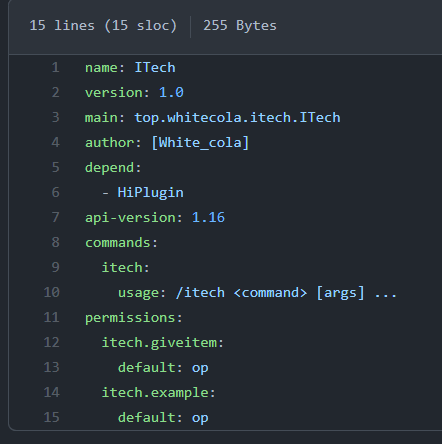 15 lines (15 sloc) 255 Bytes
1 name: ITech
2 version: 1.0
3 main: top.whitecola.itech.ITech
4 author: [White_cola]
5 depend:
6   - HiPlugin
7 api-version: 1.16
8 commands:
9   itech:
10     usage: /itech <command> [args] ...
11 permissions:
12   itech.giveitem:
13     default: op
14   itech.example:
15     default: op